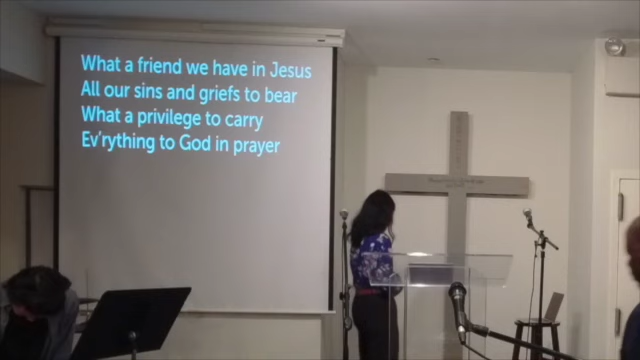 What a friend we have in Jesus
All our sins and griefs to bear
What a privilege to carry
Ev'rything to God in prayer